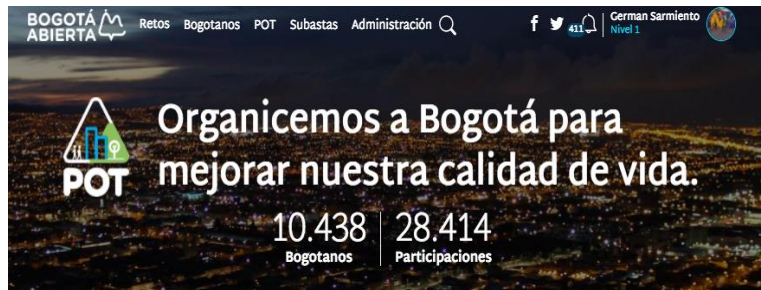 BOGOTÁ
ABIERTA
Retos Bogotanos POT Subastas Administración
411
German Sarmiento
Nivel 1
POT
Organicemos a Bogotá para
mejorar nuestra calidad de vida.
10.438 28.414
Bogotanos Participaciones